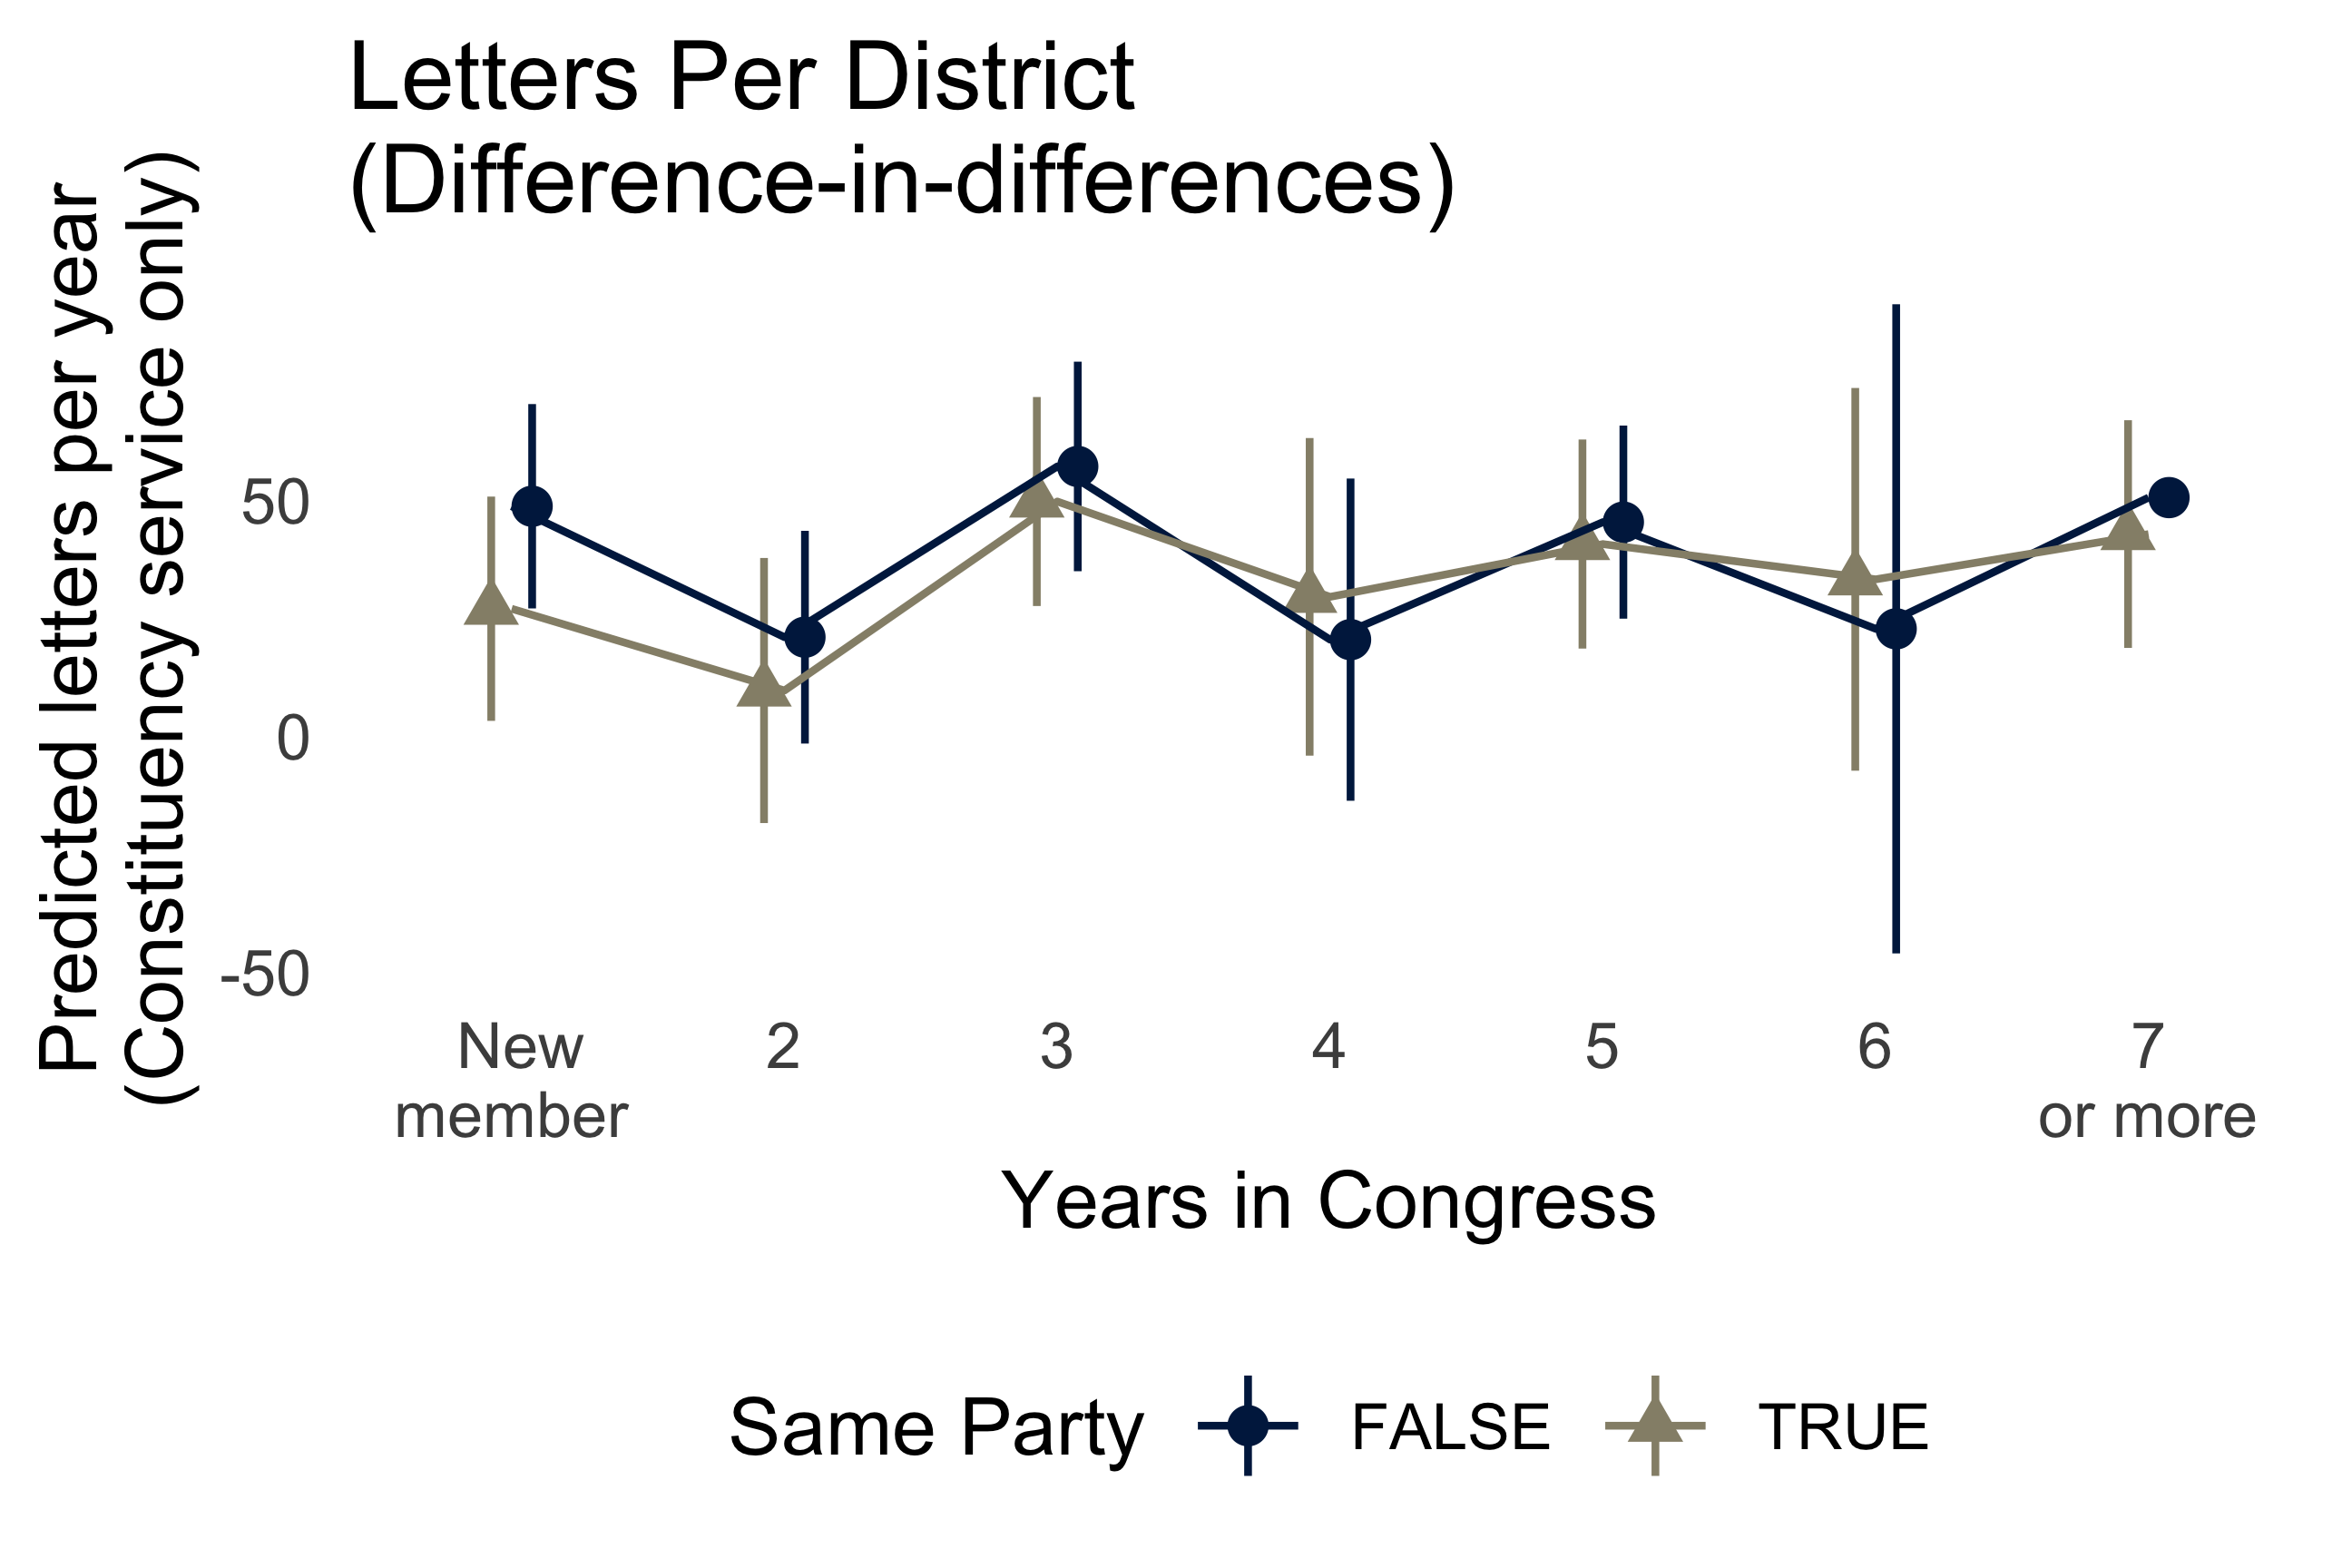 Letters Per District
(Difference-in-differences)
Predicted letters per year
(Constituency service only)
50
0
-50
New
member
2
3
4
5
6
7
or more
Years in Congress
Same Party
FALSE
TRUE